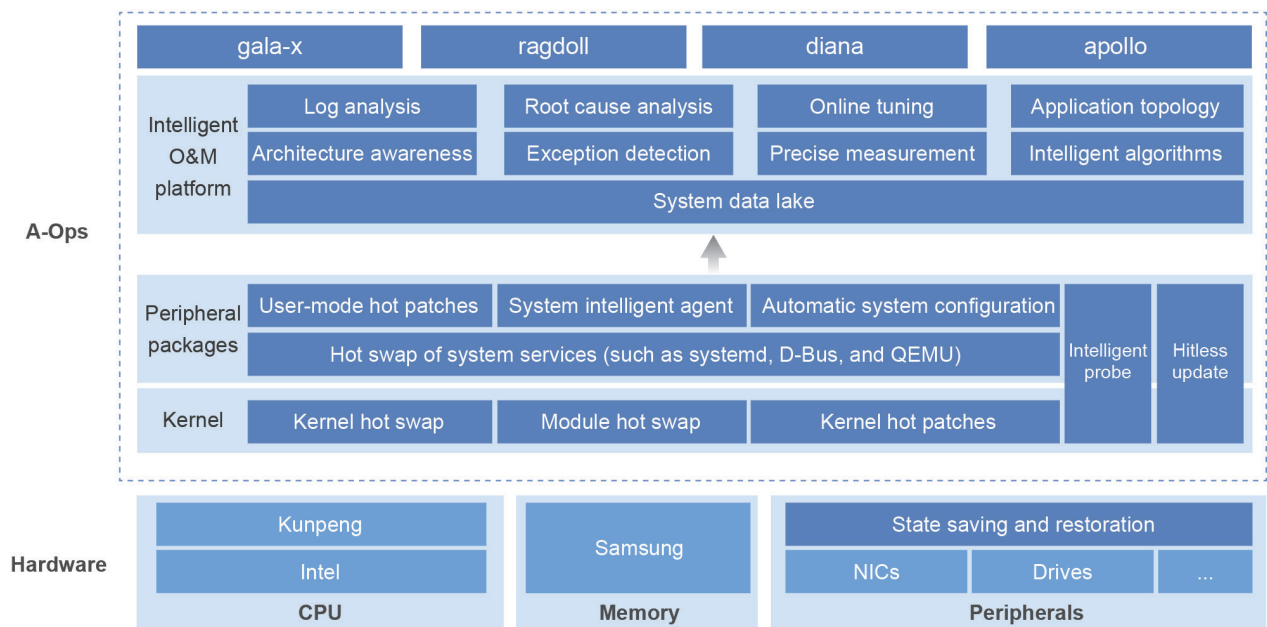 gala-x
ragdoll
diana
apollo
Intelligent
O&M
platform
Log analysis
Root cause analysis
Online tuning
Application topology
Architecture awareness
Exception detection
Precise measurement
Intelligent algorithms
System data lake
A-Ops
Peripheral
packages
User-mode hot patches
System intelligent agent
Automatic system configuration
Hot swap of system services (such as systemd, D-Bus, and QEMU)
Intelligent
probe
Hitless
update
Kernel
Kernel hot swap
Module hot swap
Kernel hot patches
Hardware
Kunpeng
Intel
CPU
Samsung
Memory
State saving and restoration
NICs
Drives
...
Peripherals